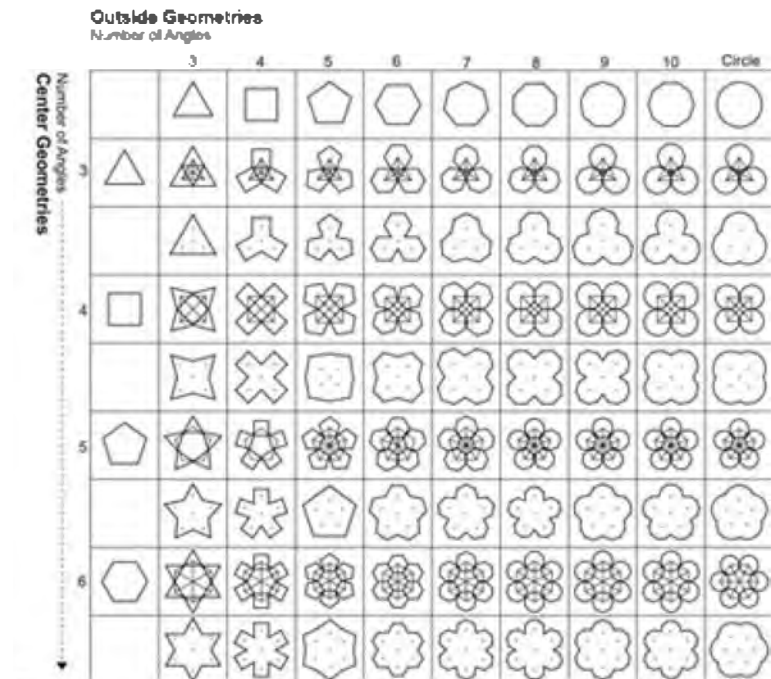 Outside Geometries
Number of Angles
3 4 5 6 7 8 9 10 Circle
Number of Angles
Center Geometries
3
4
5
6